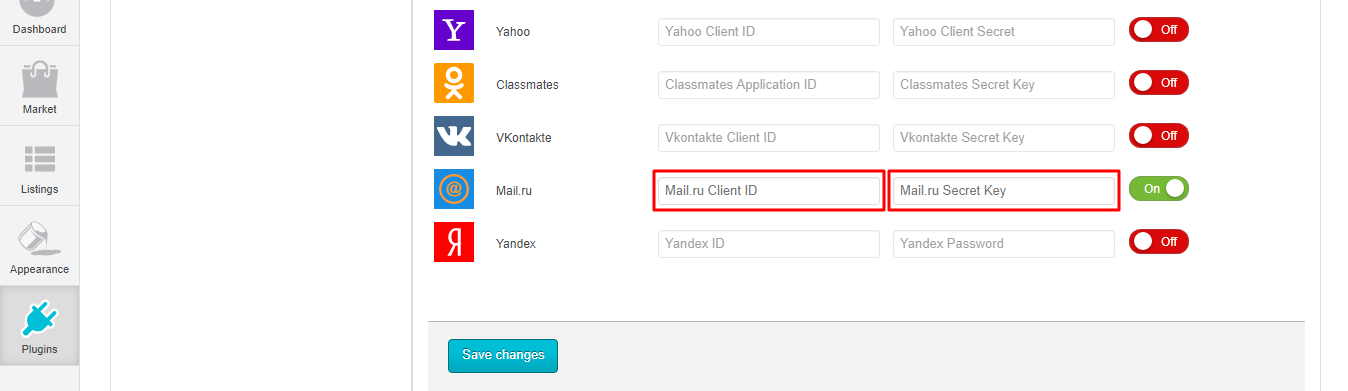 Dashboard
Market
Listings
Appearance
Plugins
Yahoo Yahoo Client ID Yahoo Client Secret Off
Classmates Classmates Application ID Classmates Secret Key Off
VKontakte Vkontakte Client ID Vkontakte Secret Key Off
@ Mail.ru Mail.ru Client ID Mail.ru Secret Key On
Я Yandex Yandex ID Yandex Password Off
Save changes